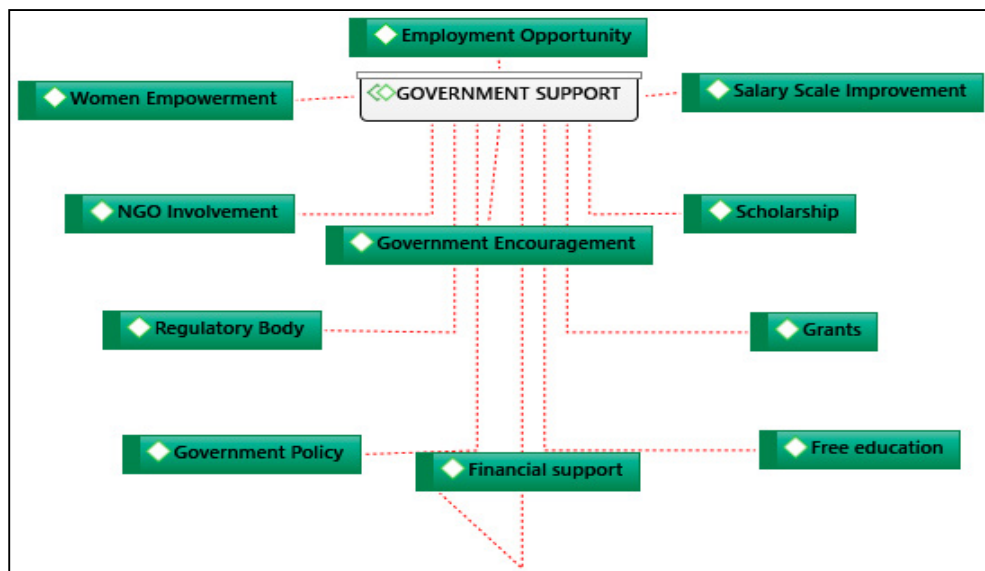 Employment Opportunity
Women Empowerment
GOVERNMENT SUPPORT
Salary Scale Improvement
NGO Involvement
Scholarship
Government Encouragement
Regulatory Body
Grants
Government Policy
Free education
Financial support